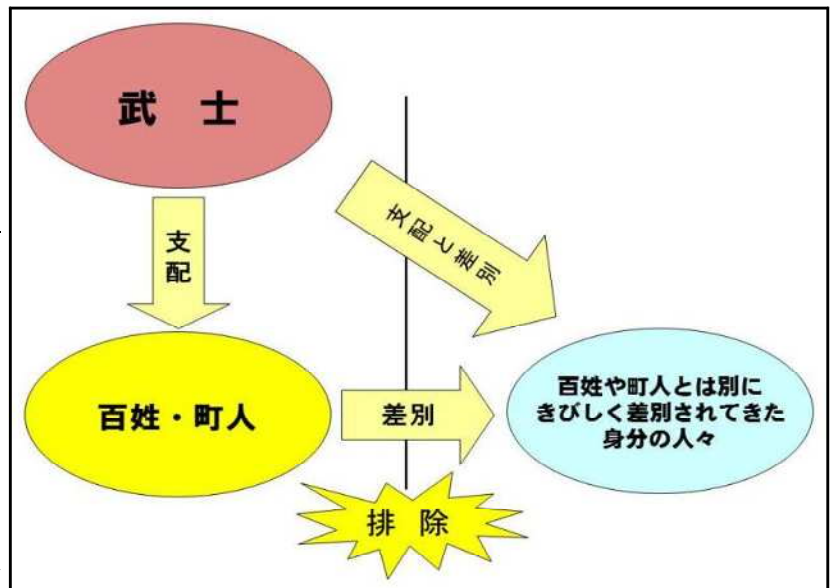 武 士
支配
支配と差別
百姓・町人
差別
百姓や町人とは別に
きびしく差別されてきた
身分の人々
排 除